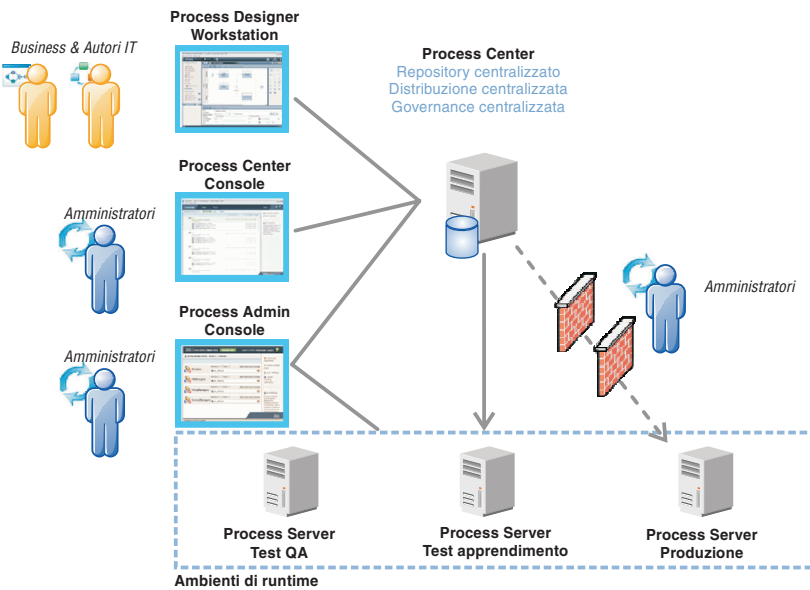 Process Designer
Workstation
Business & Autori IT
Process Center
Repository centralizzato
Distribuzione centralizzata
Governance centralizzata
Process Center
Console
Amministratori
Process Admin
Console
Amministratori
Amministratori
Process Server
Test QA
Process Server
Test apprendimento
Process Server
Produzione
Ambienti di runtime